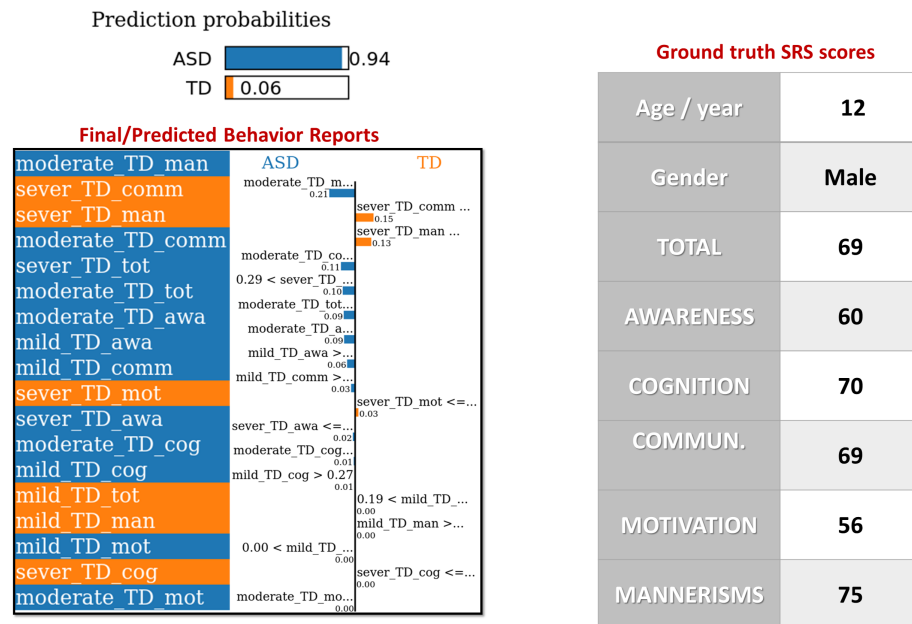 Prediction probabilities
ASD 0.94
TD 0.06
Final/Predicted Behavior Reports
moderate_TD_man
sever_TD_comm
sever_TD_man
moderate_TD_comm
sever_TD_tot
moderate_TD_tot
moderate_TD_awa
mild_TD_awa
mild_TD_comm
sever_TD_mot
sever_TD_awa
moderate_TD_cog
mild_TD_cog
mild_TD_tot
mild_TD_man
mild_TD_mot
sever_TD_cog
moderate_TD_mot
ASD TD
moderate_TD_m...
0.21
sever_TD_comm ...
0.15
sever_TD_man ...
0.13
moderate_TD_co...
0.11
0.29 < sever_TD_...
0.10
moderate_TD_tot...
0.09
moderate_TD_a...
0.09
mild_TD_awa >...
0.06
mild_TD_comm >...
0.03
sever_TD_mot <=...
0.03
sever_TD_awa <=...
0.02
moderate_TD_cog...
0.01
mild_TD_cog > 0.27
0.01
0.19 < mild_TD_...
0.00
mild_TD_man >...
0.00
0.00 < mild_TD_...
0.00
sever_TD_cog <=...
0.00
moderate_TD_mo...
0.00
Ground truth SRS scores
Age / year 12
Gender Male
TOTAL 69
AWARENESS 60
COGNITION 70
COMMUN. 69
MOTIVATION 56
MANNERISMS 75